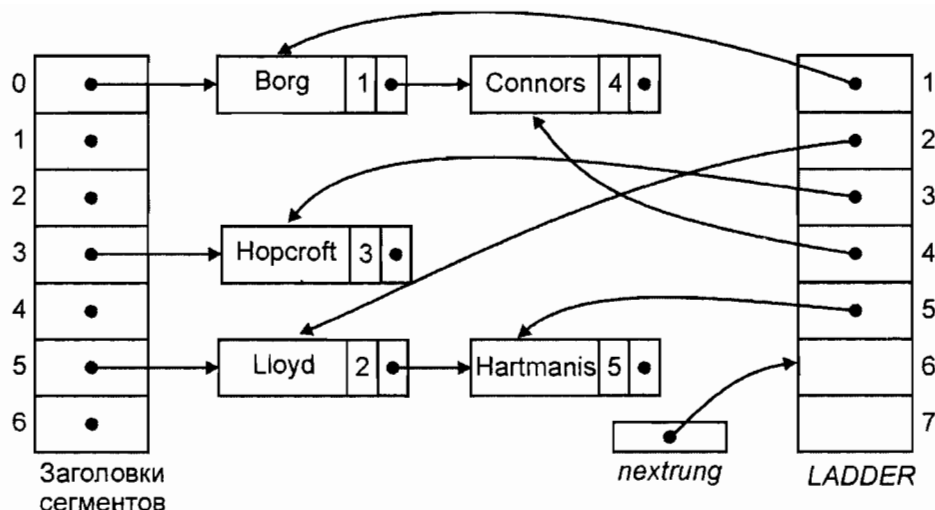 0 Borg 1 Connors 4 1
1 2
2 3
3 Hopcroft 3 4
4 5
5 Lloyd 2 Hartmanis 5 6
6 7
Заголовки
сегментов
nextrung
LADDER